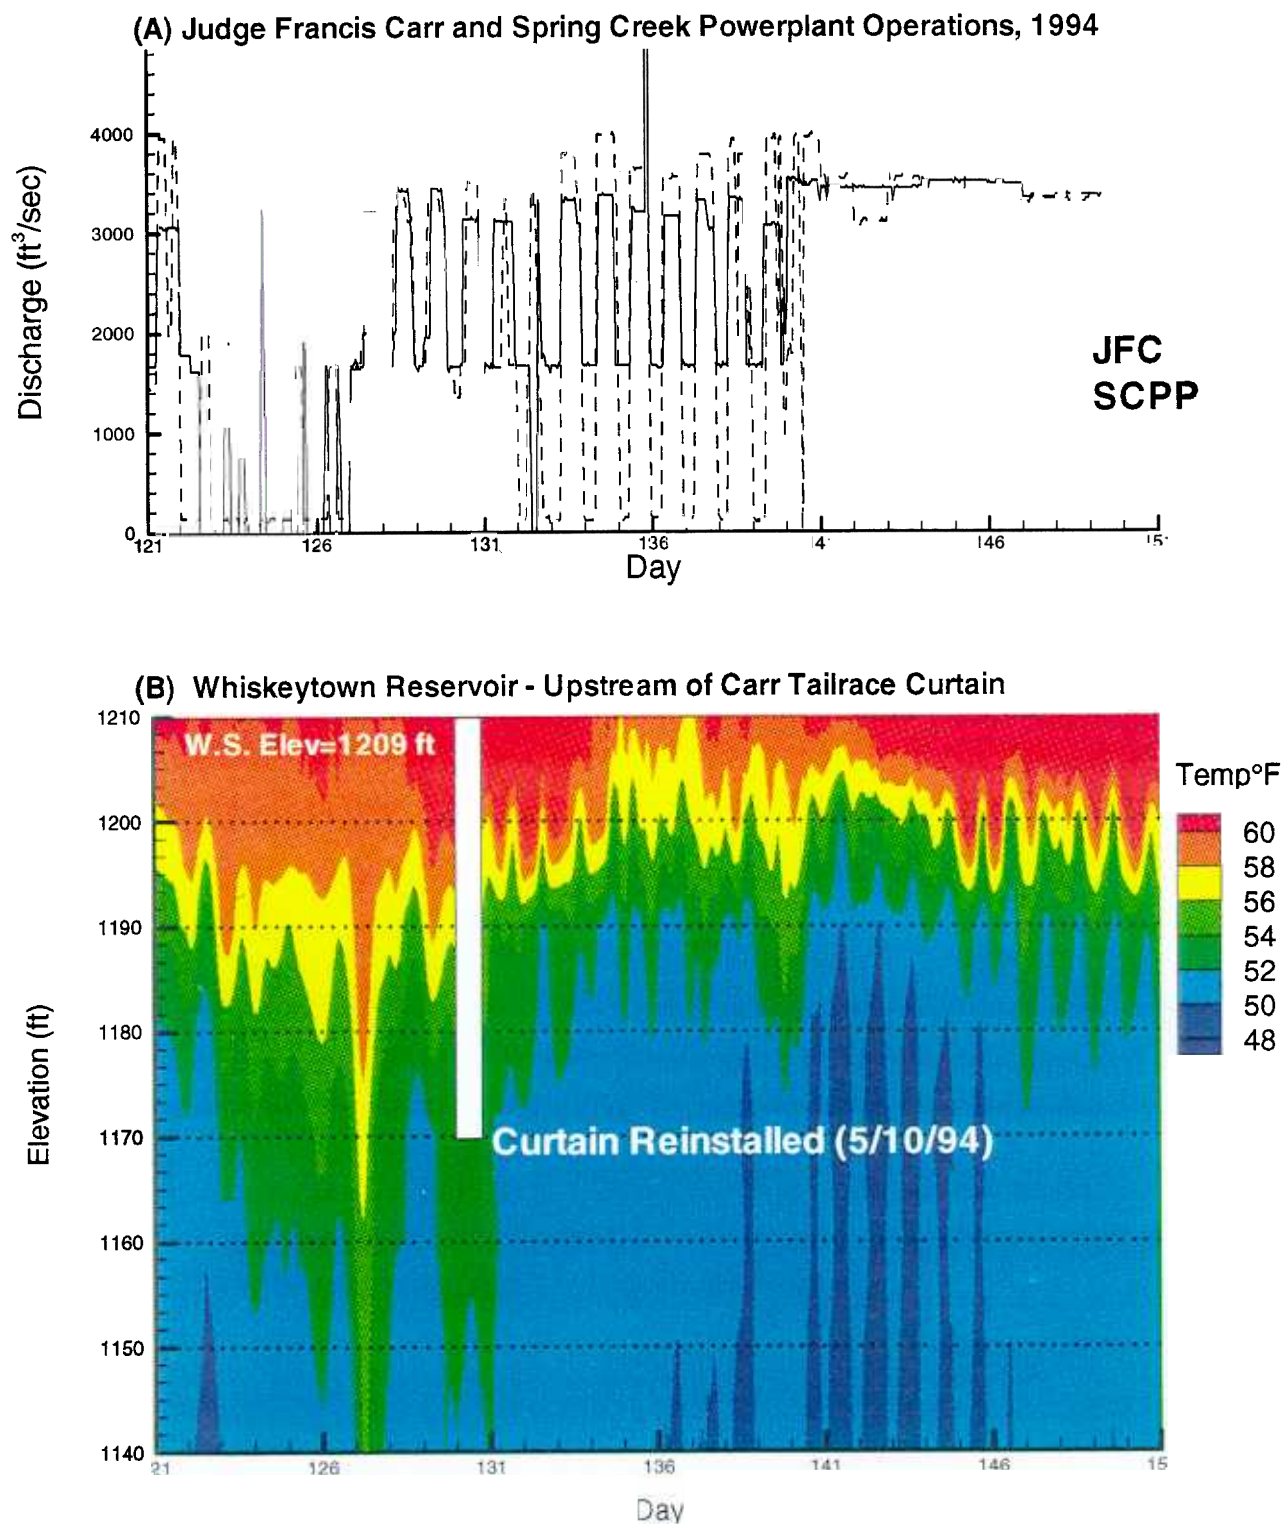 (A) Judge Francis Carr and Spring Creek Powerplant Operations, 1994
Discharge (ft³/sec)
4000
3000
2000
1000
0
121 126 131 136 14 146 15
Day
JFC
SCPP
(B) Whiskeytown Reservoir - Upstream of Carr Tailrace Curtain
W.S. Elev=1209 ft
Elevation (ft)
1210
1200
1190
1180
1170
1160
1150
1140
Curtain Reinstalled (5/10/94)
Temp°F
60
58
56
54
52
50
48
21 126 131 136 141 146 15
Day